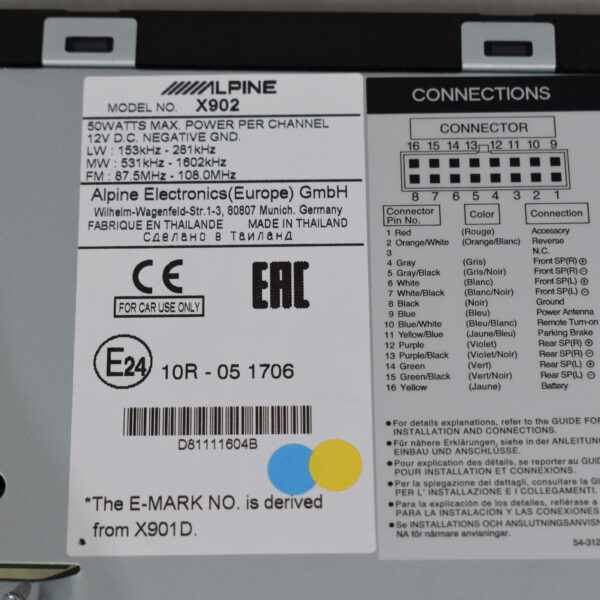 ALPINE
MODEL NO. X902
50WATTS MAX. POWER PER CHANNEL
12V D.C. NEGATIVE GND.
LW : 153kHz - 281kHz
MW : 531kHz - 1602kHz
FM : 87.5MHz - 108.0MHz
Alpine Electronics(Europe) GmbH
Wilhelm-Wagenfeld-Str.1-3, 80807 Munich. Germany
FABRIQUE EN THAILANDE MADE IN THAILAND
Сделано в Таиланд
CE
FOR CAR USE ONLY
EAC
E24 10R - 05 1706
D81111604B
*The E-MARK NO. is derived
from X901D.
CONNECTIONS
CONNECTOR
16 15 14 13 12 11 10 9
8 7 6 5 4 3 2 1
Connector Pin No. Color Connection
1 Red (Rouge) Accessory
2 Orange/White (Orange/Blanc) Reverse
3 N.C.
4 Gray (Gris) Front SP(R) ⊕
5 Gray/Black (Gris/Noir) Front SP(R) ⊖
6 White (Blanc) Front SP(L) ⊕
7 White/Black (Blanc/Noir) Front SP(L) ⊖
8 Black (Noir) Ground
9 Blue (Bleu) Power Antenna
10 Blue/White (Bleu/Blanc) Remote Turn-on
11 Yellow/Blue (Jaune/Bleu) Parking Brake
12 Purple (Violet) Rear SP(R) ⊕
13 Purple/Black (Violet/Noir) Rear SP(R) ⊖
14 Green (Vert) Rear SP(L) ⊕
15 Green/Black (Vert/Noir) Rear SP(L) ⊖
16 Yellow (Jaune) Battery
●For details explanations, refer to the GUIDE FOR
INSTALLATION AND CONNECTIONS.
●Für nähere Erklärungen, siehe in der ANLEITUNG
EINBAU UND ANSCHLÜSSE.
●Pour explication des détails, se reporter au GUIDE
POUR INSTALLATION ET CONNEXIONS.
●Per la spiegazione dei dettagli, consultare la GU
PER L' INSTALLAZIONE E I COLLEGAMENTI.
●Para la explicación de los detalles, refiérase a
PARA LA INSTALACION Y LAS CONEXIONES.
●Se INSTALLATIONS OCH ANSLUTNINGSANVISN
NA för närmare anvisningar.
54-312